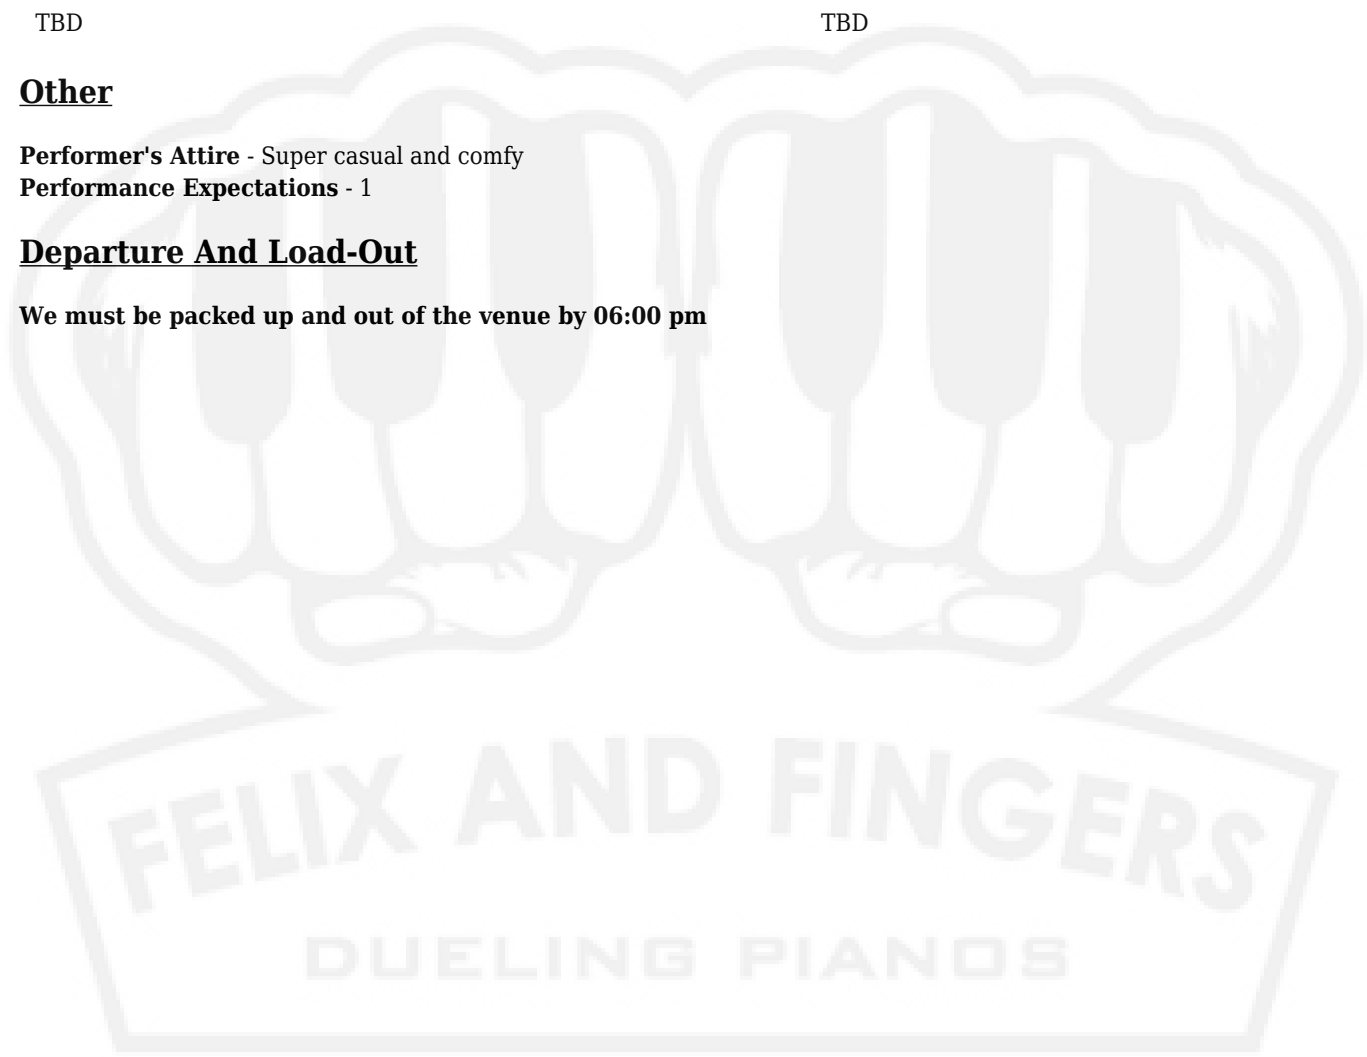 TBD TBD
Other
Performer's Attire - Super casual and comfy
Performance Expectations - 1
Departure And Load-Out
We must be packed up and out of the venue by 06:00 pm
FELIX AND FINGERS
DUELING PIANOS